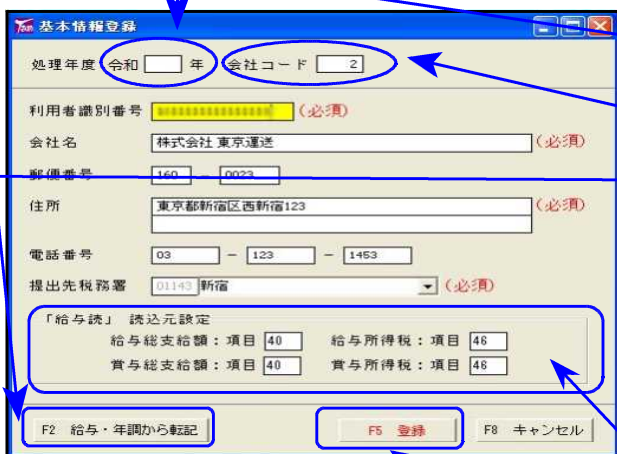 基本情報登録
処理年度 令和 年 会社コード 2
利用者識別番号 (必須)
会社名 株式会社 東京運送 (必須)
郵便番号 160 - 0023
住所 東京都新宿区西新宿123 (必須)
電話番号 03 - 123 - 1453
提出先税務署 01143 新宿 (必須)
「給与読」 読込元設定
給与総支給額:項目 40 給与所得税:項目 46
賞与総支給額:項目 40 賞与所得税:項目 46
F2 給与・年調から転記 F5 登録 F8 キャンセル